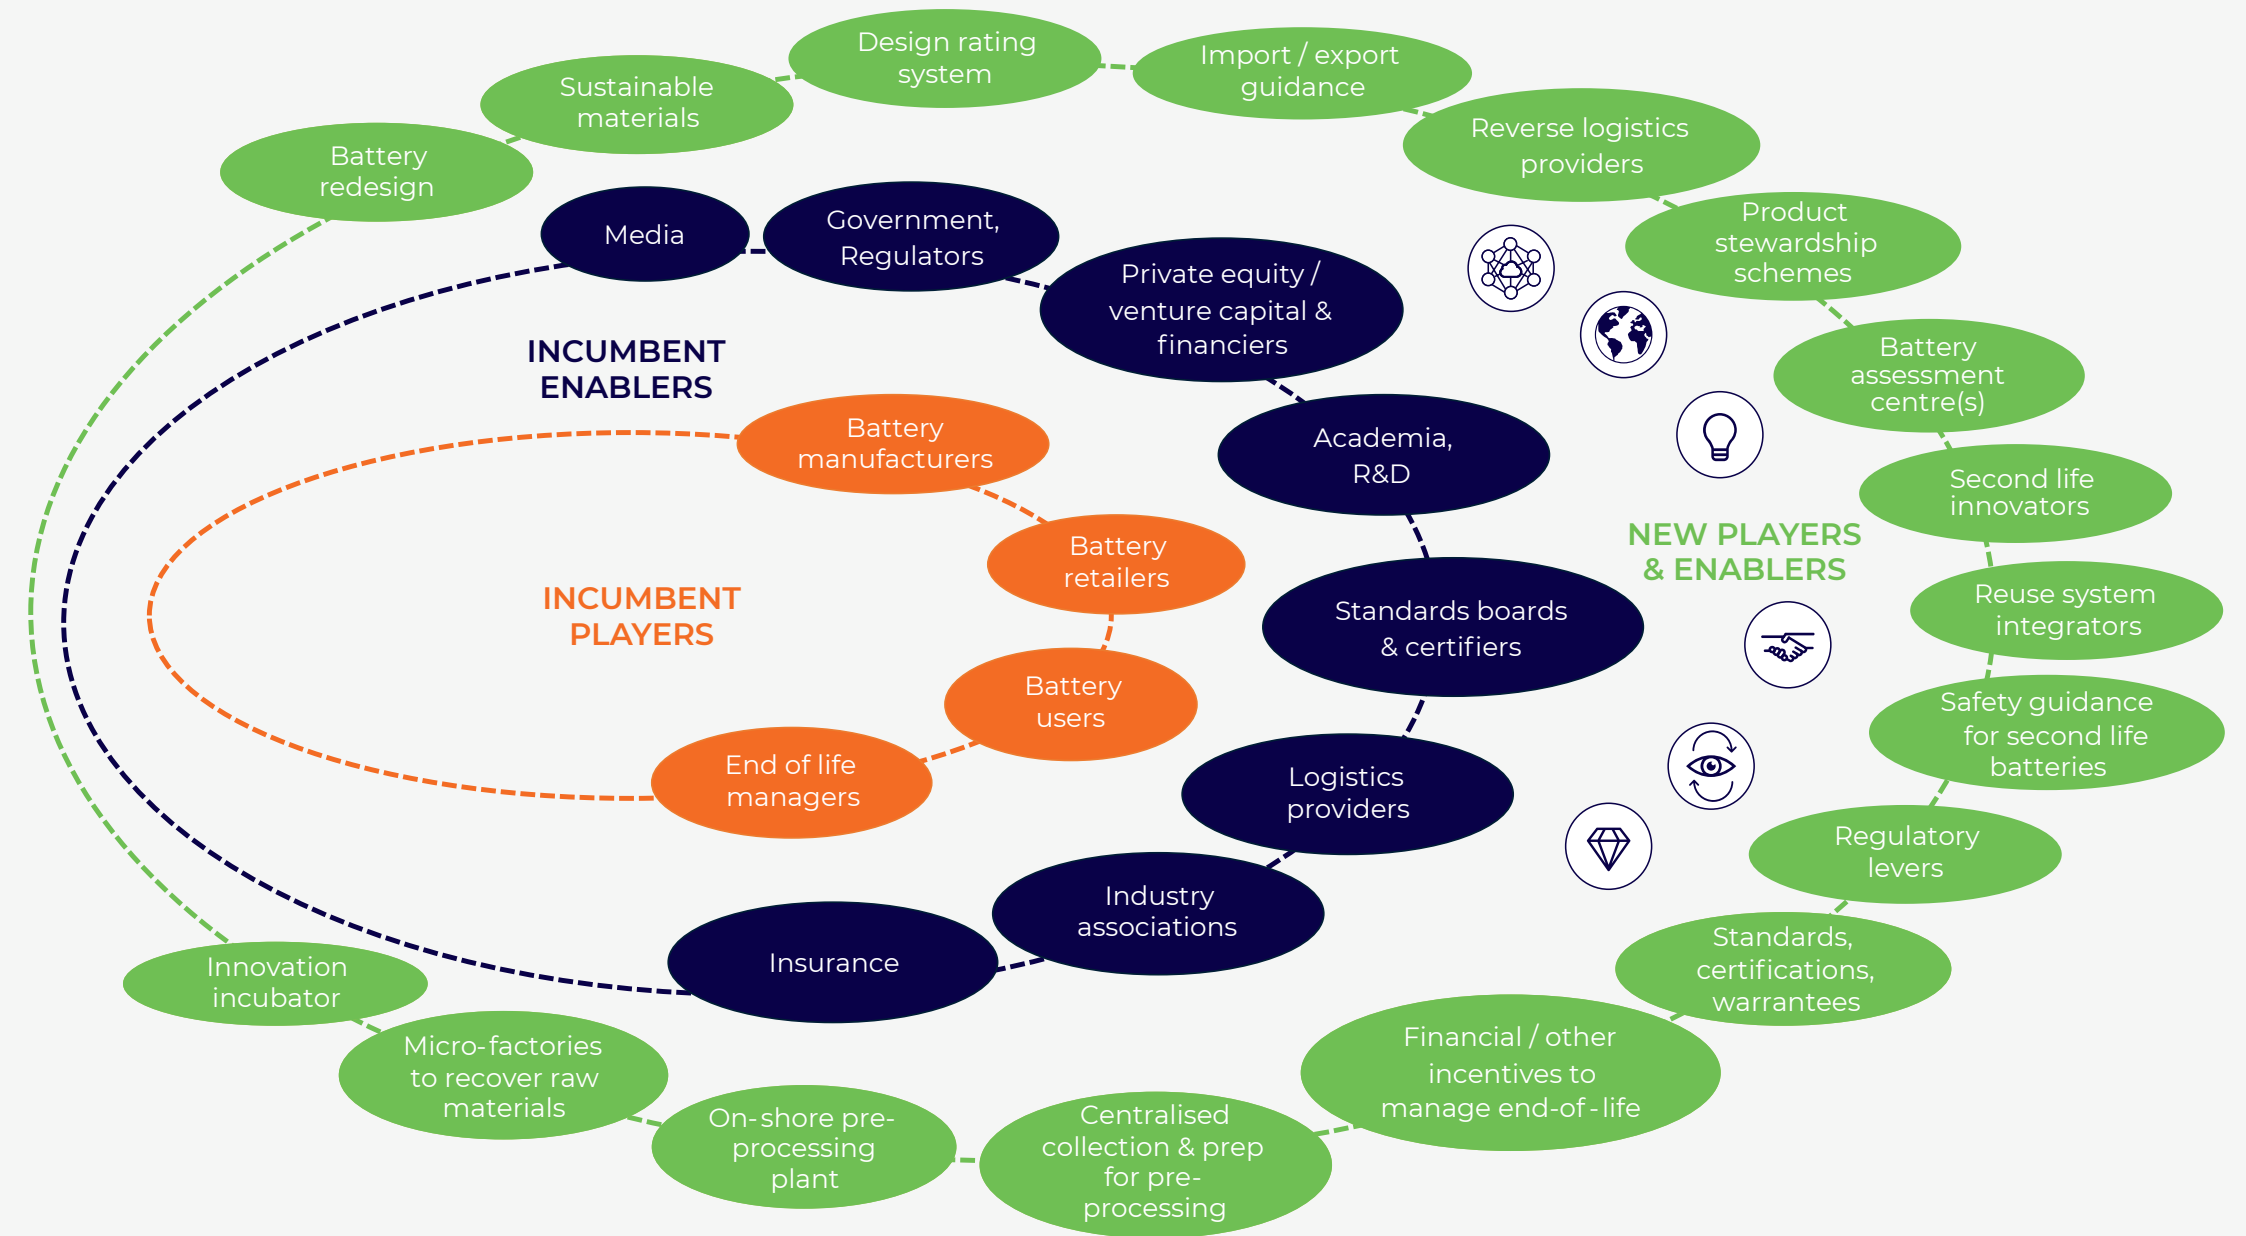 Design rating
system
Import / export
guidance
Sustainable
materials
Reverse logistics
providers
Battery
redesign
Product
stewardship
schemes
Media
Government,
Regulators
Private equity /
venture capital &
financiers
Battery
assessment
centre(s)
INCUMBENT
ENABLERS
Battery
manufacturers
Academia,
R&D
Second life
innovators
NEW PLAYERS
& ENABLERS
Battery
retailers
INCUMBENT
PLAYERS
Standards boards
& certifiers
Reuse system
integrators
Battery
users
Safety guidance
for second life
batteries
End of life
managers
Logistics
providers
Regulatory
levers
Industry
associations
Insurance
Standards,
certifications,
warrantees
Innovation
incubator
Micro-factories
to recover raw
materials
Financial / other
incentives to
manage end-of-life
On-shore pre-
processing
plant
Centralised
collection & prep
for pre-
processing